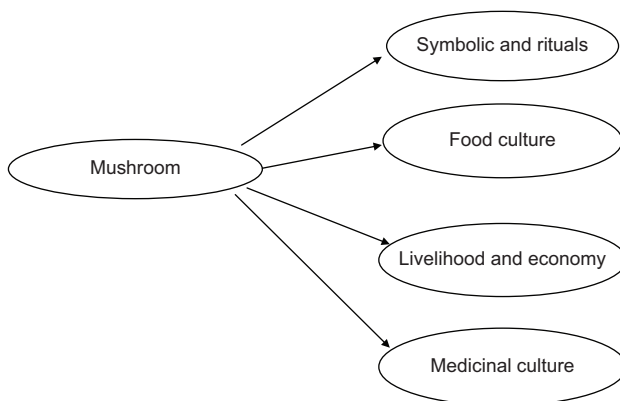 Symbolic and rituals
Food culture
Mushroom
Livelihood and economy
Medicinal culture